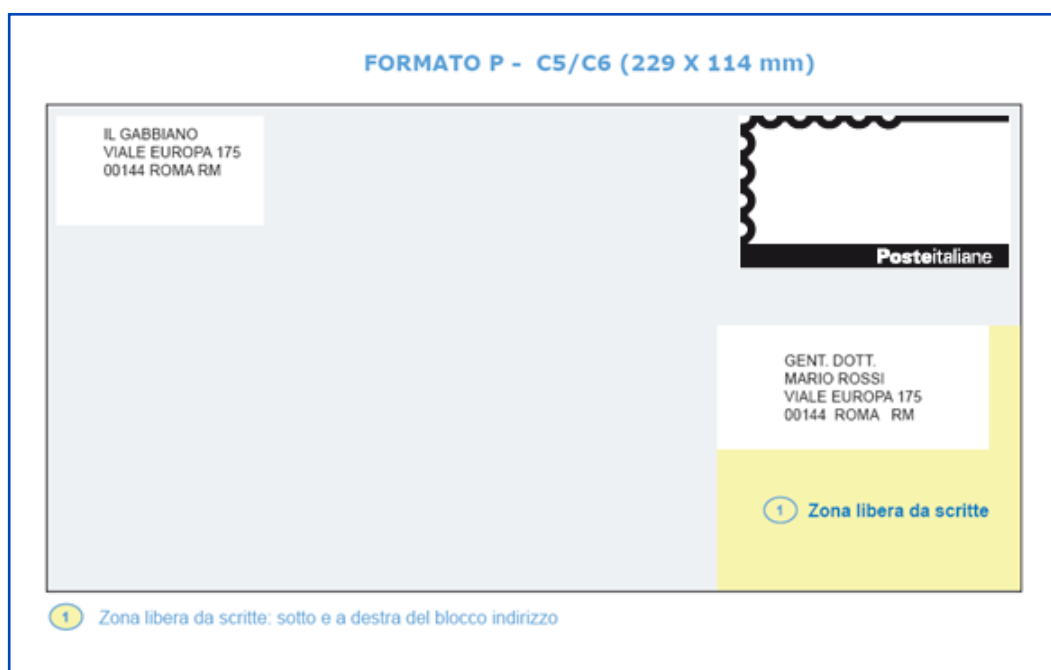 FORMATO P - C5/C6 (229 X 114 mm)
IL GABBIANO
VIALE EUROPA 175
00144 ROMA RM
Posteitaliane
GENT. DOTT.
MARIO ROSSI
VIALE EUROPA 175
00144 ROMA RM
1 Zona libera da scritte
1 Zona libera da scritte: sotto e a destra del blocco indirizzo